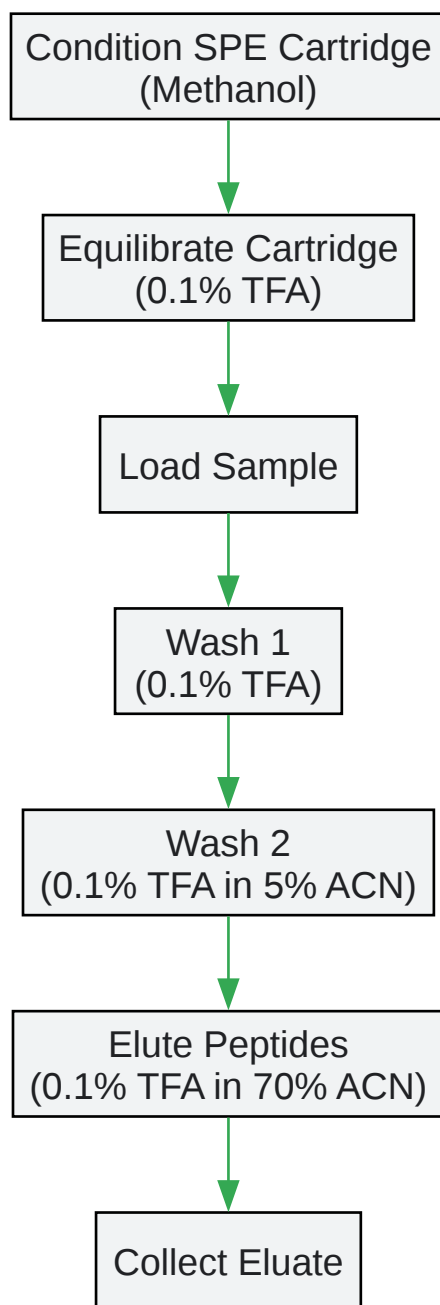 Condition SPE Cartridge
(Methanol)
Equilibrate Cartridge
(0.1% TFA)
Load Sample
Wash 1
(0.1% TFA)
Wash 2
(0.1% TFA in 5% ACN)
Elute Peptides
(0.1% TFA in 70% ACN)
Collect Eluate